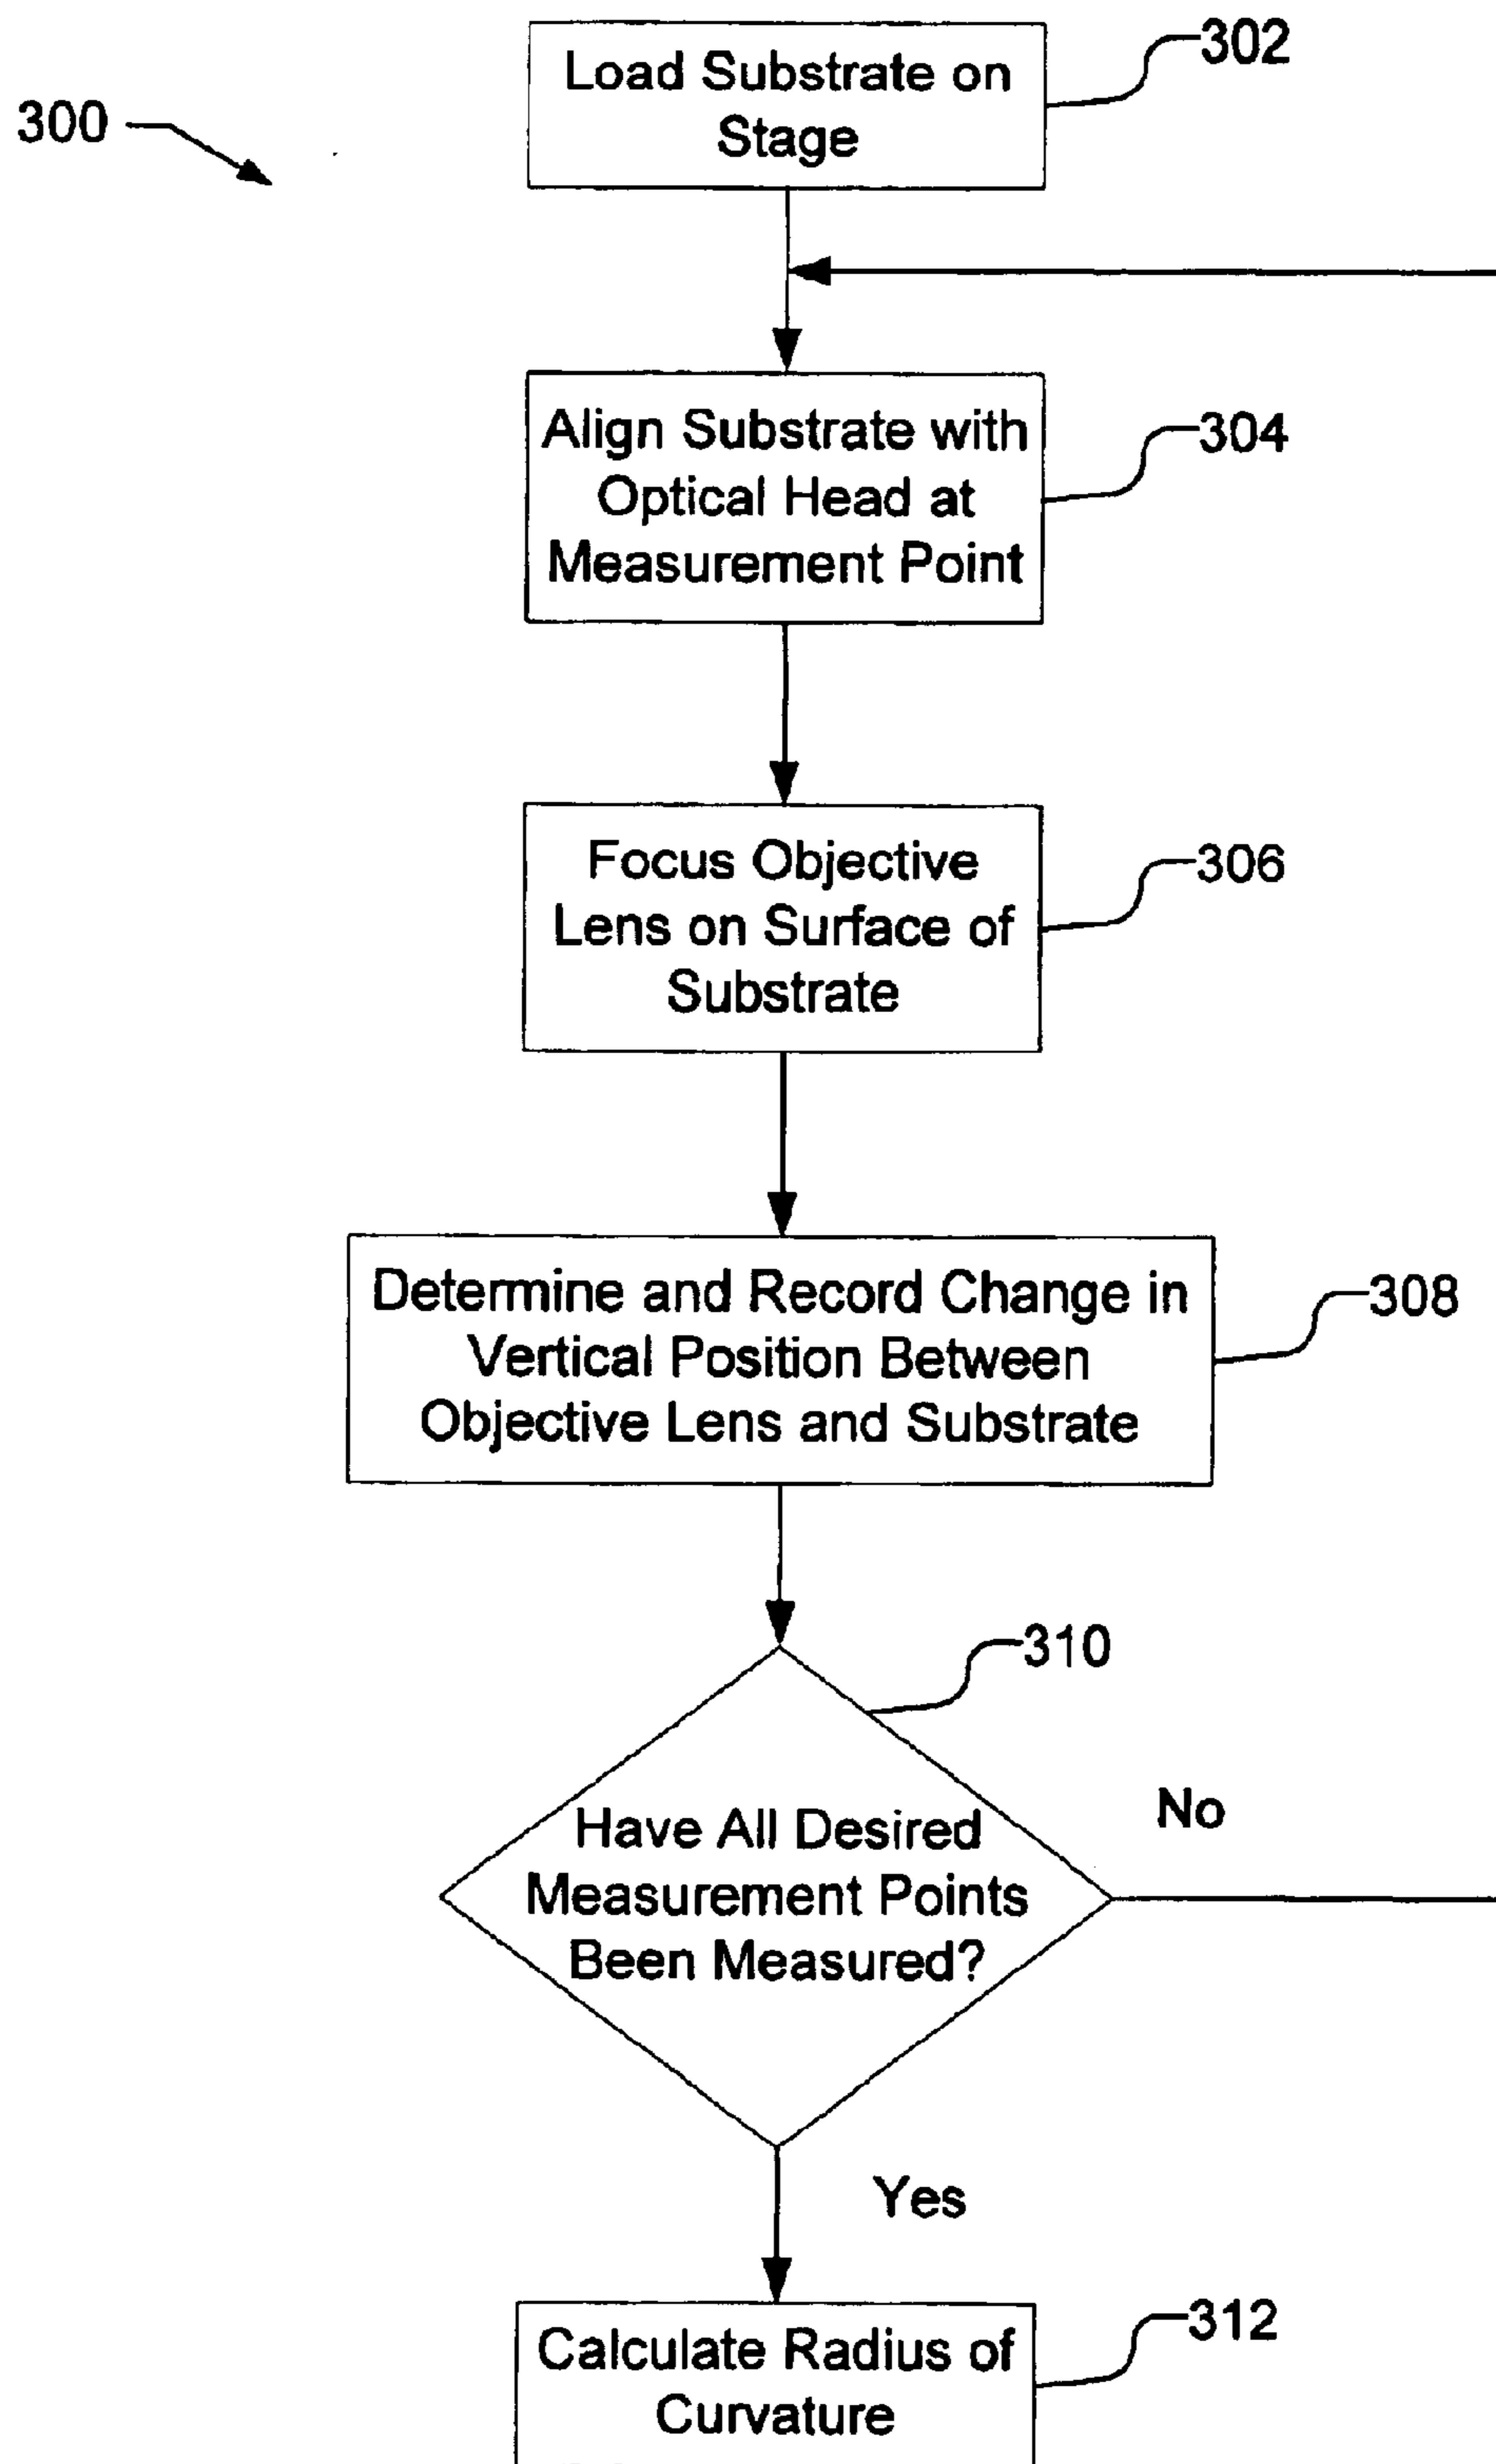 300
302
Load Substrate on
Stage
304
Align Substrate with
Optical Head at
Measurement Point
306
Focus Objective
Lens on Surface of
Substrate
308
Determine and Record Change in
Vertical Position Between
Objective Lens and Substrate
310
Have All Desired
Measurement Points
Been Measured?
No
Yes
312
Calculate Radius of
Curvature